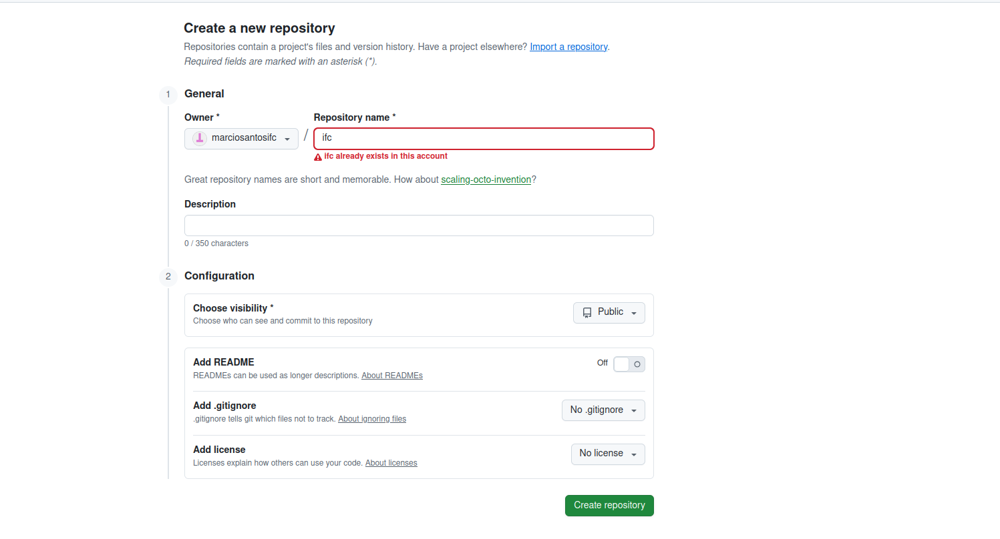 Create a new repository
Repositories contain a project's files and version history. Have a project elsewhere? Import a repository.
Required fields are marked with an asterisk (*).
1 General
Owner * Repository name *
marciosantosifc / ifc
ifc already exists in this account
Great repository names are short and memorable. How about scaling-octo-invention?
Description
0 / 350 characters
2 Configuration
Choose visibility * Public
Choose who can see and commit to this repository
Add README Off
READMEs can be used as longer descriptions. About READMEs
Add .gitignore No .gitignore
.gitignore tells git which files not to track. About ignoring files
Add license No license
Licenses explain how others can use your code. About licenses
Create repository